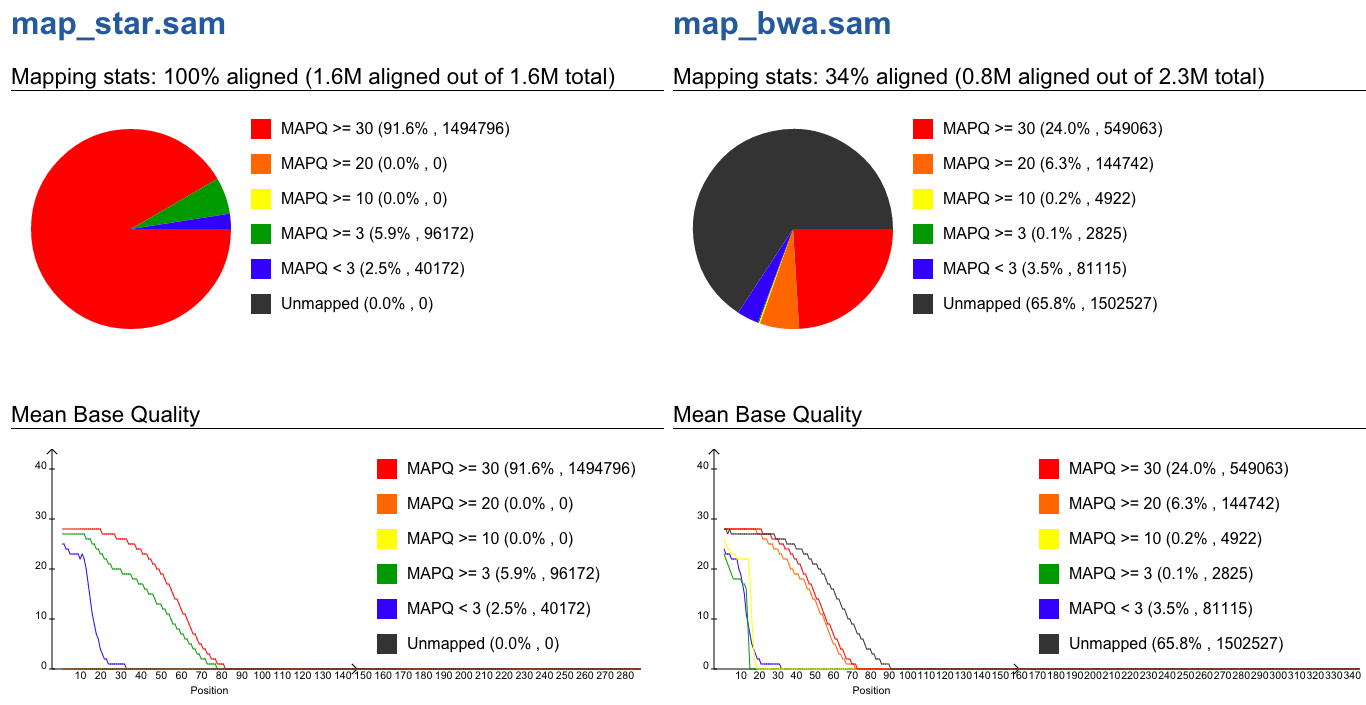 map_star.sam
Mapping stats: 100% aligned (1.6M aligned out of 1.6M total)
MAPQ >= 30 (91.6% , 1494796)
MAPQ >= 20 (0.0% , 0)
MAPQ >= 10 (0.0% , 0)
MAPQ >= 3 (5.9% , 96172)
MAPQ < 3 (2.5% , 40172)
Unmapped (0.0% , 0)
Mean Base Quality
40
30
20
10
0
MAPQ >= 30 (91.6% , 1494796)
MAPQ >= 20 (0.0% , 0)
MAPQ >= 10 (0.0% , 0)
MAPQ >= 3 (5.9% , 96172)
MAPQ < 3 (2.5% , 40172)
Unmapped (0.0% , 0)
10 20 30 40 50 60 70 80 90 100 110 120 130 140 150 160 170 180 190 200 210 220 230 240 250 260 270 280
Position
map_bwa.sam
Mapping stats: 34% aligned (0.8M aligned out of 2.3M total)
MAPQ >= 30 (24.0% , 549063)
MAPQ >= 20 (6.3% , 144742)
MAPQ >= 10 (0.2% , 4922)
MAPQ >= 3 (0.1% , 2825)
MAPQ < 3 (3.5% , 81115)
Unmapped (65.8% , 1502527)
Mean Base Quality
40
30
20
10
0
MAPQ >= 30 (24.0% , 549063)
MAPQ >= 20 (6.3% , 144742)
MAPQ >= 10 (0.2% , 4922)
MAPQ >= 3 (0.1% , 2825)
MAPQ < 3 (3.5% , 81115)
Unmapped (65.8% , 1502527)
10 20 30 40 50 60 70 80 90 100 110 120 130 140 150 160 170 180 190 200 210 220 230 240 250 260 270 280 290 300 310 320 330 340
Position